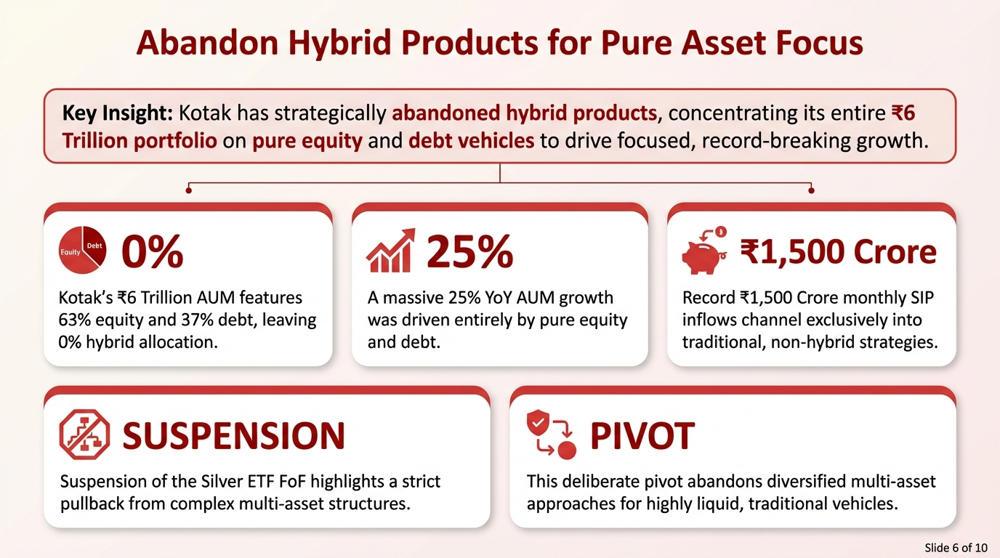 Abandon Hybrid Products for Pure Asset Focus
Key Insight: Kotak has strategically abandoned hybrid products, concentrating its entire ₹6
Trillion portfolio on pure equity and debt vehicles to drive focused, record-breaking growth.
Equity
Debt
0%
Kotak's ₹6 Trillion AUM features
63% equity and 37% debt, leaving
0% hybrid allocation.
25%
A massive 25% YoY AUM growth
was driven entirely by pure equity
and debt.
₹1,500 Crore
Record ₹1,500 Crore monthly SIP
inflows channel exclusively into
traditional, non-hybrid strategies.
SUSPENSION
Suspension of the Silver ETF FoF highlights a strict
pullback from complex multi-asset structures.
PIVOT
This deliberate pivot abandons diversified multi-asset
approaches for highly liquid, traditional vehicles.
Slide 6 of 10